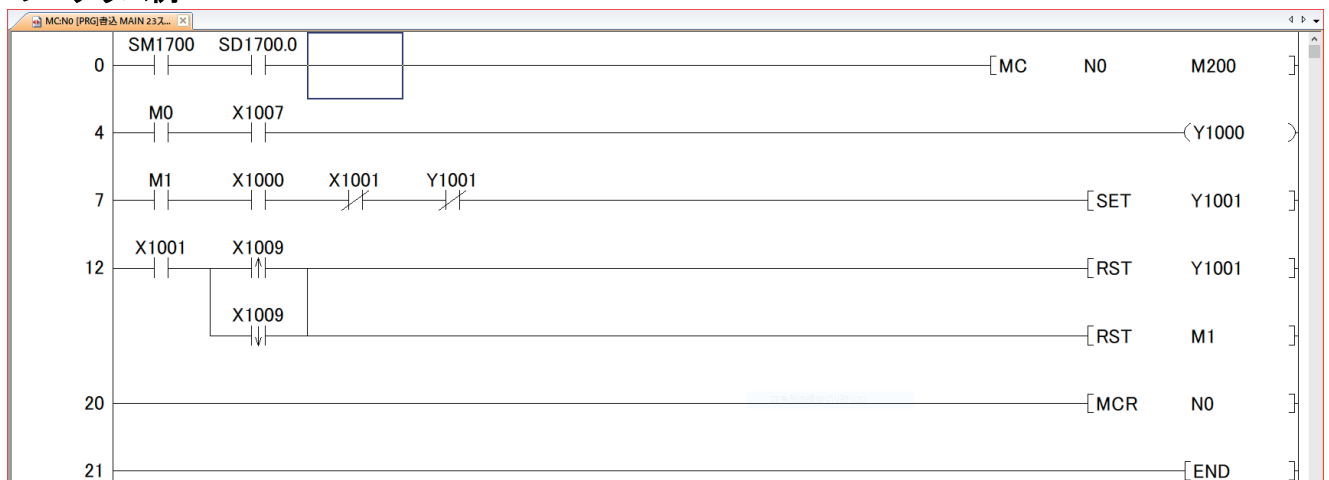 MC:N0 [PRG]書込 MAIN 23ス...
SM1700 SD1700.0
0 MC N0 M200
M0 X1007
4 Y1000
M1 X1000 X1001 Y1001
7 SET Y1001
X1001 X1009
12 RST Y1001
X1009
RST M1
20 MCR N0
21 END